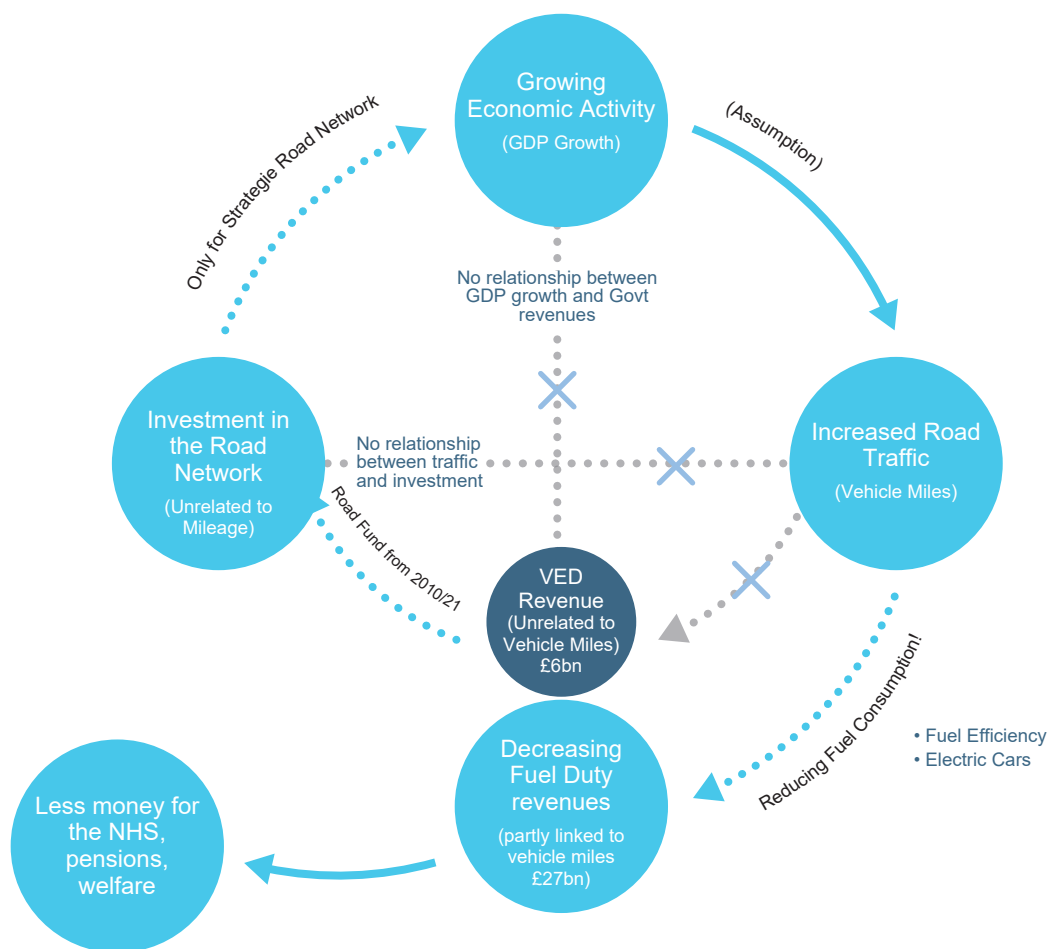 Growing
Economic Activity
(GDP Growth)
(Assumption)
Only for Strategie Road Network
No relationship between
GDP growth and Govt
revenues
Investment in
the Road
Network
(Unrelated to
Mileage)
No relationship
between traffic
and investment
Increased Road
Traffic
(Vehicle Miles)
Road Fund from 2010/21
VED
Revenue
(Unrelated to
Vehicle Miles)
£6bn
Reducing Fuel Consumption!
• Fuel Efficiency
• Electric Cars
Decreasing
Fuel Duty
revenues
(partly linked to
vehicle miles
£27bn)
Less money for
the NHS,
pensions,
welfare